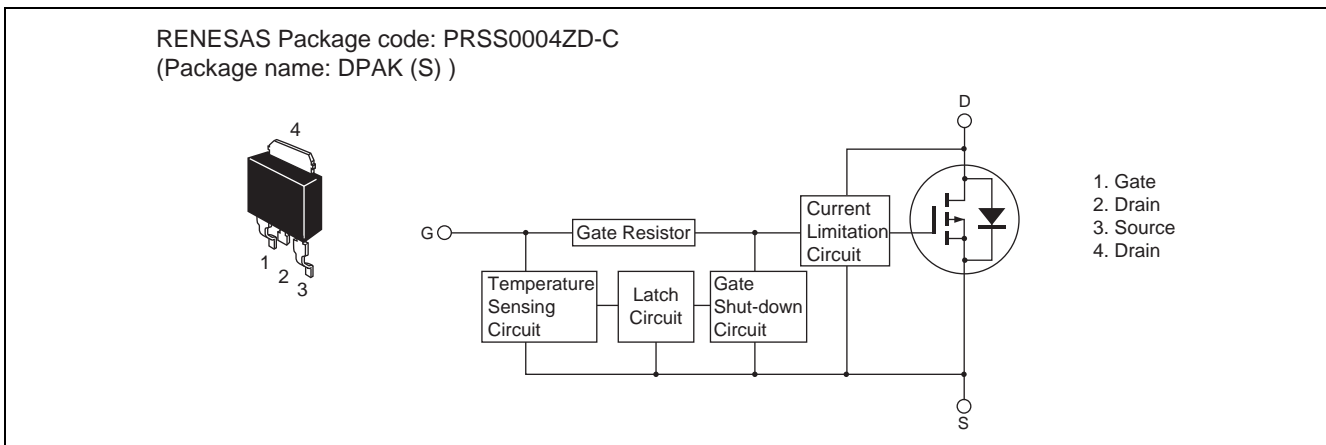 RENESAS Package code: PRSS0004ZD-C
(Package name: DPAK (S) )
4
1
2
3
D
G
Gate Resistor
Current
Limitation
Circuit
Temperature
Sensing
Circuit
Latch
Circuit
Gate
Shut-down
Circuit
S
1. Gate
2. Drain
3. Source
4. Drain